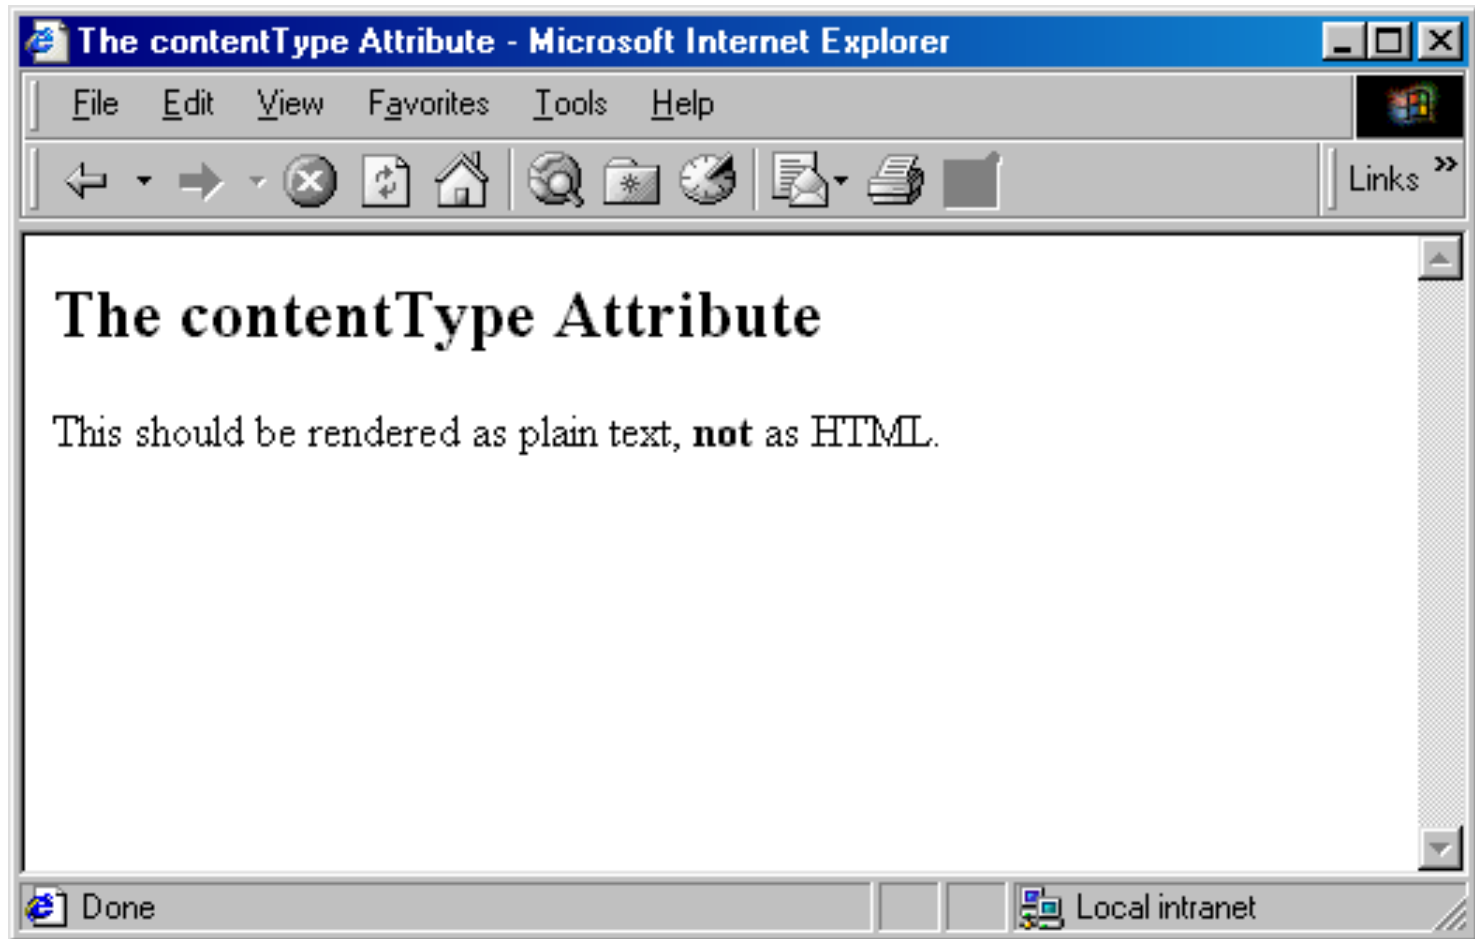 The contentType Attribute - Microsoft Internet Explorer
File Edit View Favorites Tools Help
Links »
The contentType Attribute
This should be rendered as plain text, not as HTML.
Done Local intranet